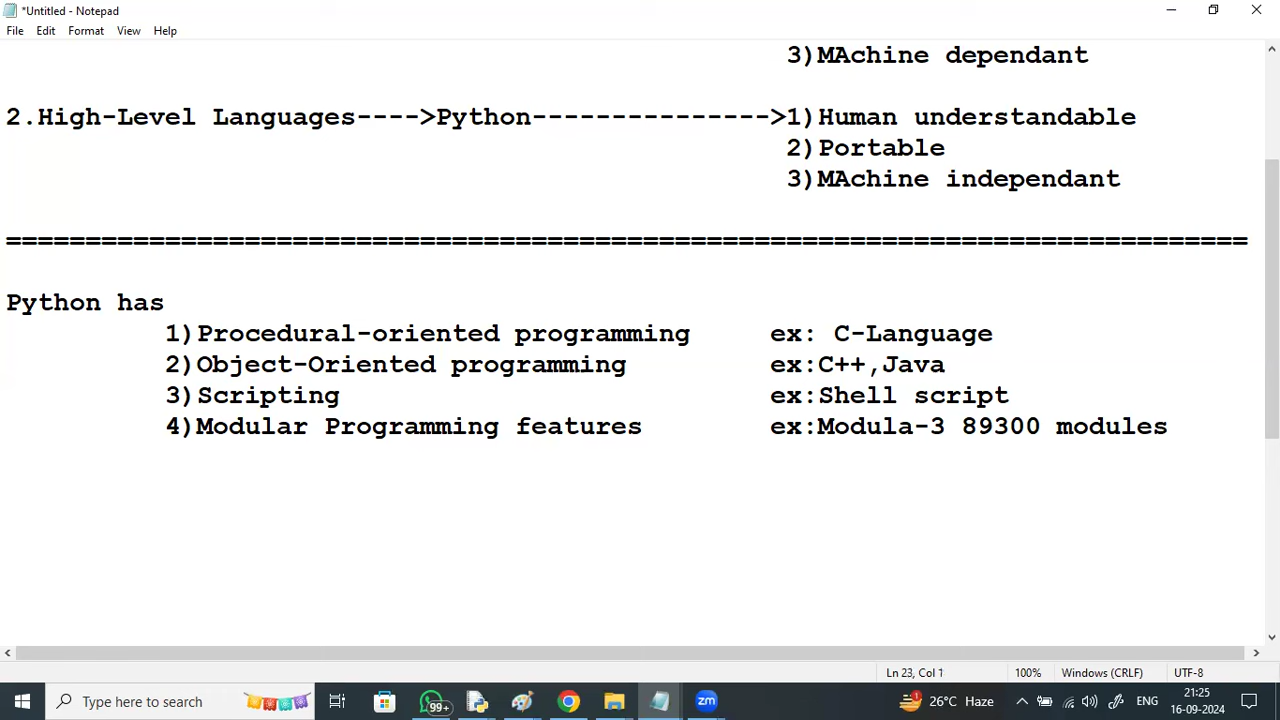 *Untitled - Notepad
File Edit Format View Help
3)MAchine dependant
2.High-Level Languages---->Python--------------->1)Human understandable
2)Portable
3)MAchine independant
==============================================================================
Python has
1)Procedural-oriented programming ex: C-Language
2)Object-Oriented programming ex:C++,Java
3)Scripting ex:Shell script
4)Modular Programming features ex:Modula-3 89300 modules
Ln 23, Col 1 100% Windows (CRLF) UTF-8
Type here to search 99+ zm 1 26°C Haze ENG 21:25
16-09-2024